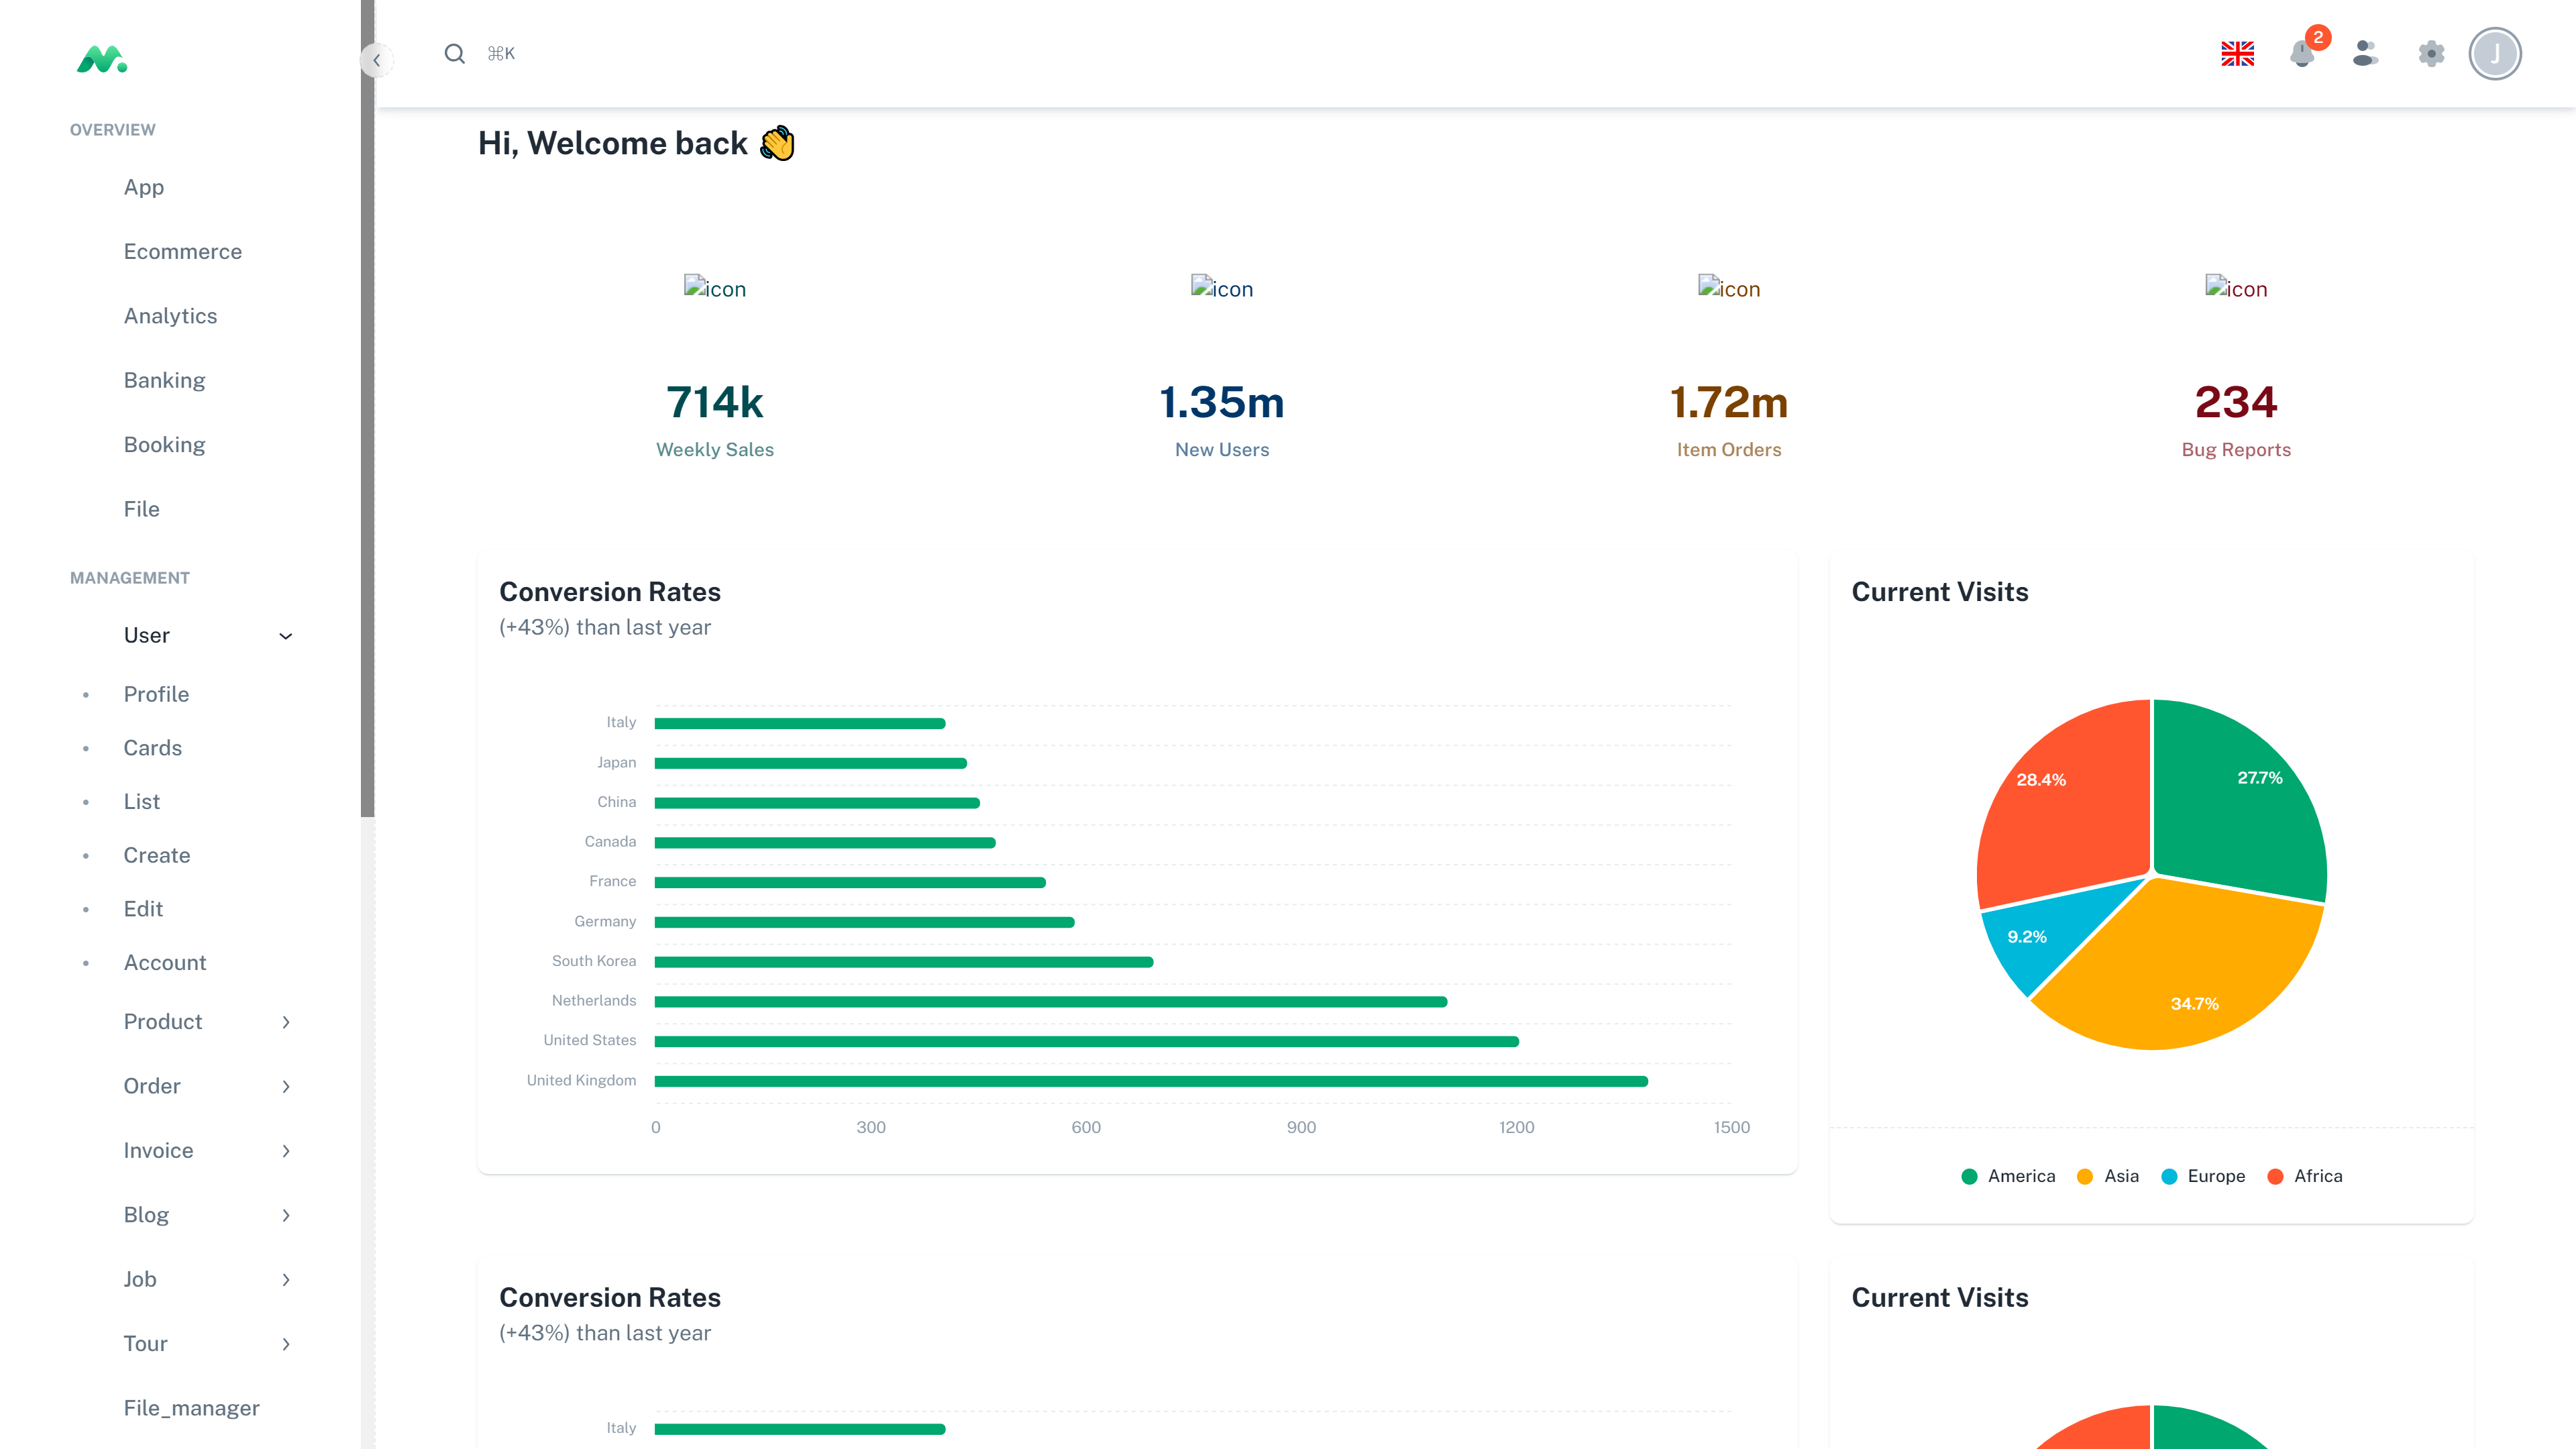 OVERVIEW
App
Ecommerce
Analytics
Banking
Booking
File
MANAGEMENT
User
Profile
Cards
List
Create
Edit
Account
Product
Order
Invoice
Blog
Job
Tour
File_manager
⌘K
2
J
Hi, Welcome back 👋
icon
714k
Weekly Sales
icon
1.35m
New Users
icon
1.72m
Item Orders
icon
234
Bug Reports
Conversion Rates
(+43%) than last year
Italy
Japan
China
Canada
France
Germany
South Korea
Netherlands
United States
United Kingdom
0 300 600 900 1200 1500
Current Visits
28.4%
27.7%
9.2%
34.7%
America Asia Europe Africa
Conversion Rates
(+43%) than last year
Italy
Current Visits